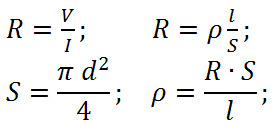 R = V/I;  R = ρ l/S;
S = π d²/4;  ρ = R · S/l;